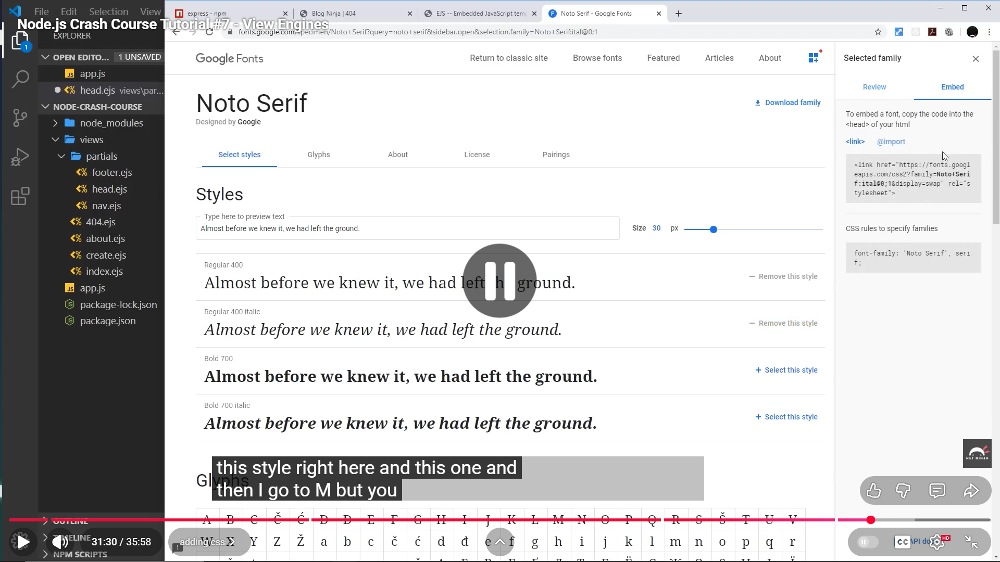 File Edit Selection View
Node.js Crash Course Tutorial #7 - View Engines
EXPLORER
1
OPEN EDITO... 1 UNSAVED
app.js
head.ejs views\par...
NODE-CRASH-COURSE
node_modules
views
partials
footer.ejs
head.ejs
nav.ejs
404.ejs
about.ejs
create.ejs
index.ejs
app.js
package-lock.json
package.json
OUTLINE
TIMELINE
NPM SCRIPTS
express - npm
Blog Ninja | 404
EJS -- Embedded JavaScript temp
Noto Serif - Google Fonts
fonts.google.com/specimen/Noto+Serif?query=noto+serif&sidebar.open&selection.family=Noto+Serif:ital@0;1
Google Fonts
Return to classic site Browse fonts Featured Articles About
Noto Serif
Designed by Google
Download family
Select styles Glyphs About License Pairings
Styles
Type here to preview text
Almost before we knew it, we had left the ground.
Size 30 px
Regular 400
Almost before we knew it, we had left the ground.
Remove this style
Regular 400 italic
Almost before we knew it, we had left the ground.
Remove this style
Bold 700
Almost before we knew it, we had left the ground.
+ Select this style
Bold 700 italic
Almost before we knew it, we had left the ground.
+ Select this style
Glyphs
this style right here and this one and
then I go to M but you
A B C Č Ć D Đ E F G H I J K L M N O P Q R S Š T U V
W X Y Z Ž a b c č ć d đ e f g h i j k l m n o p q r
Selected family
Review Embed
To embed a font, copy the code into the
<head> of your html
<link> @import
<link href="https://fonts.googl
eapis.com/css2?family=Noto+Seri
f:ital@0;1&display=swap" rel="s
tylesheet">
CSS rules to specify families
font-family: 'Noto Serif', seri
f;
NET NINJA
31:30 / 35:58
adding css
CC
API do
HD